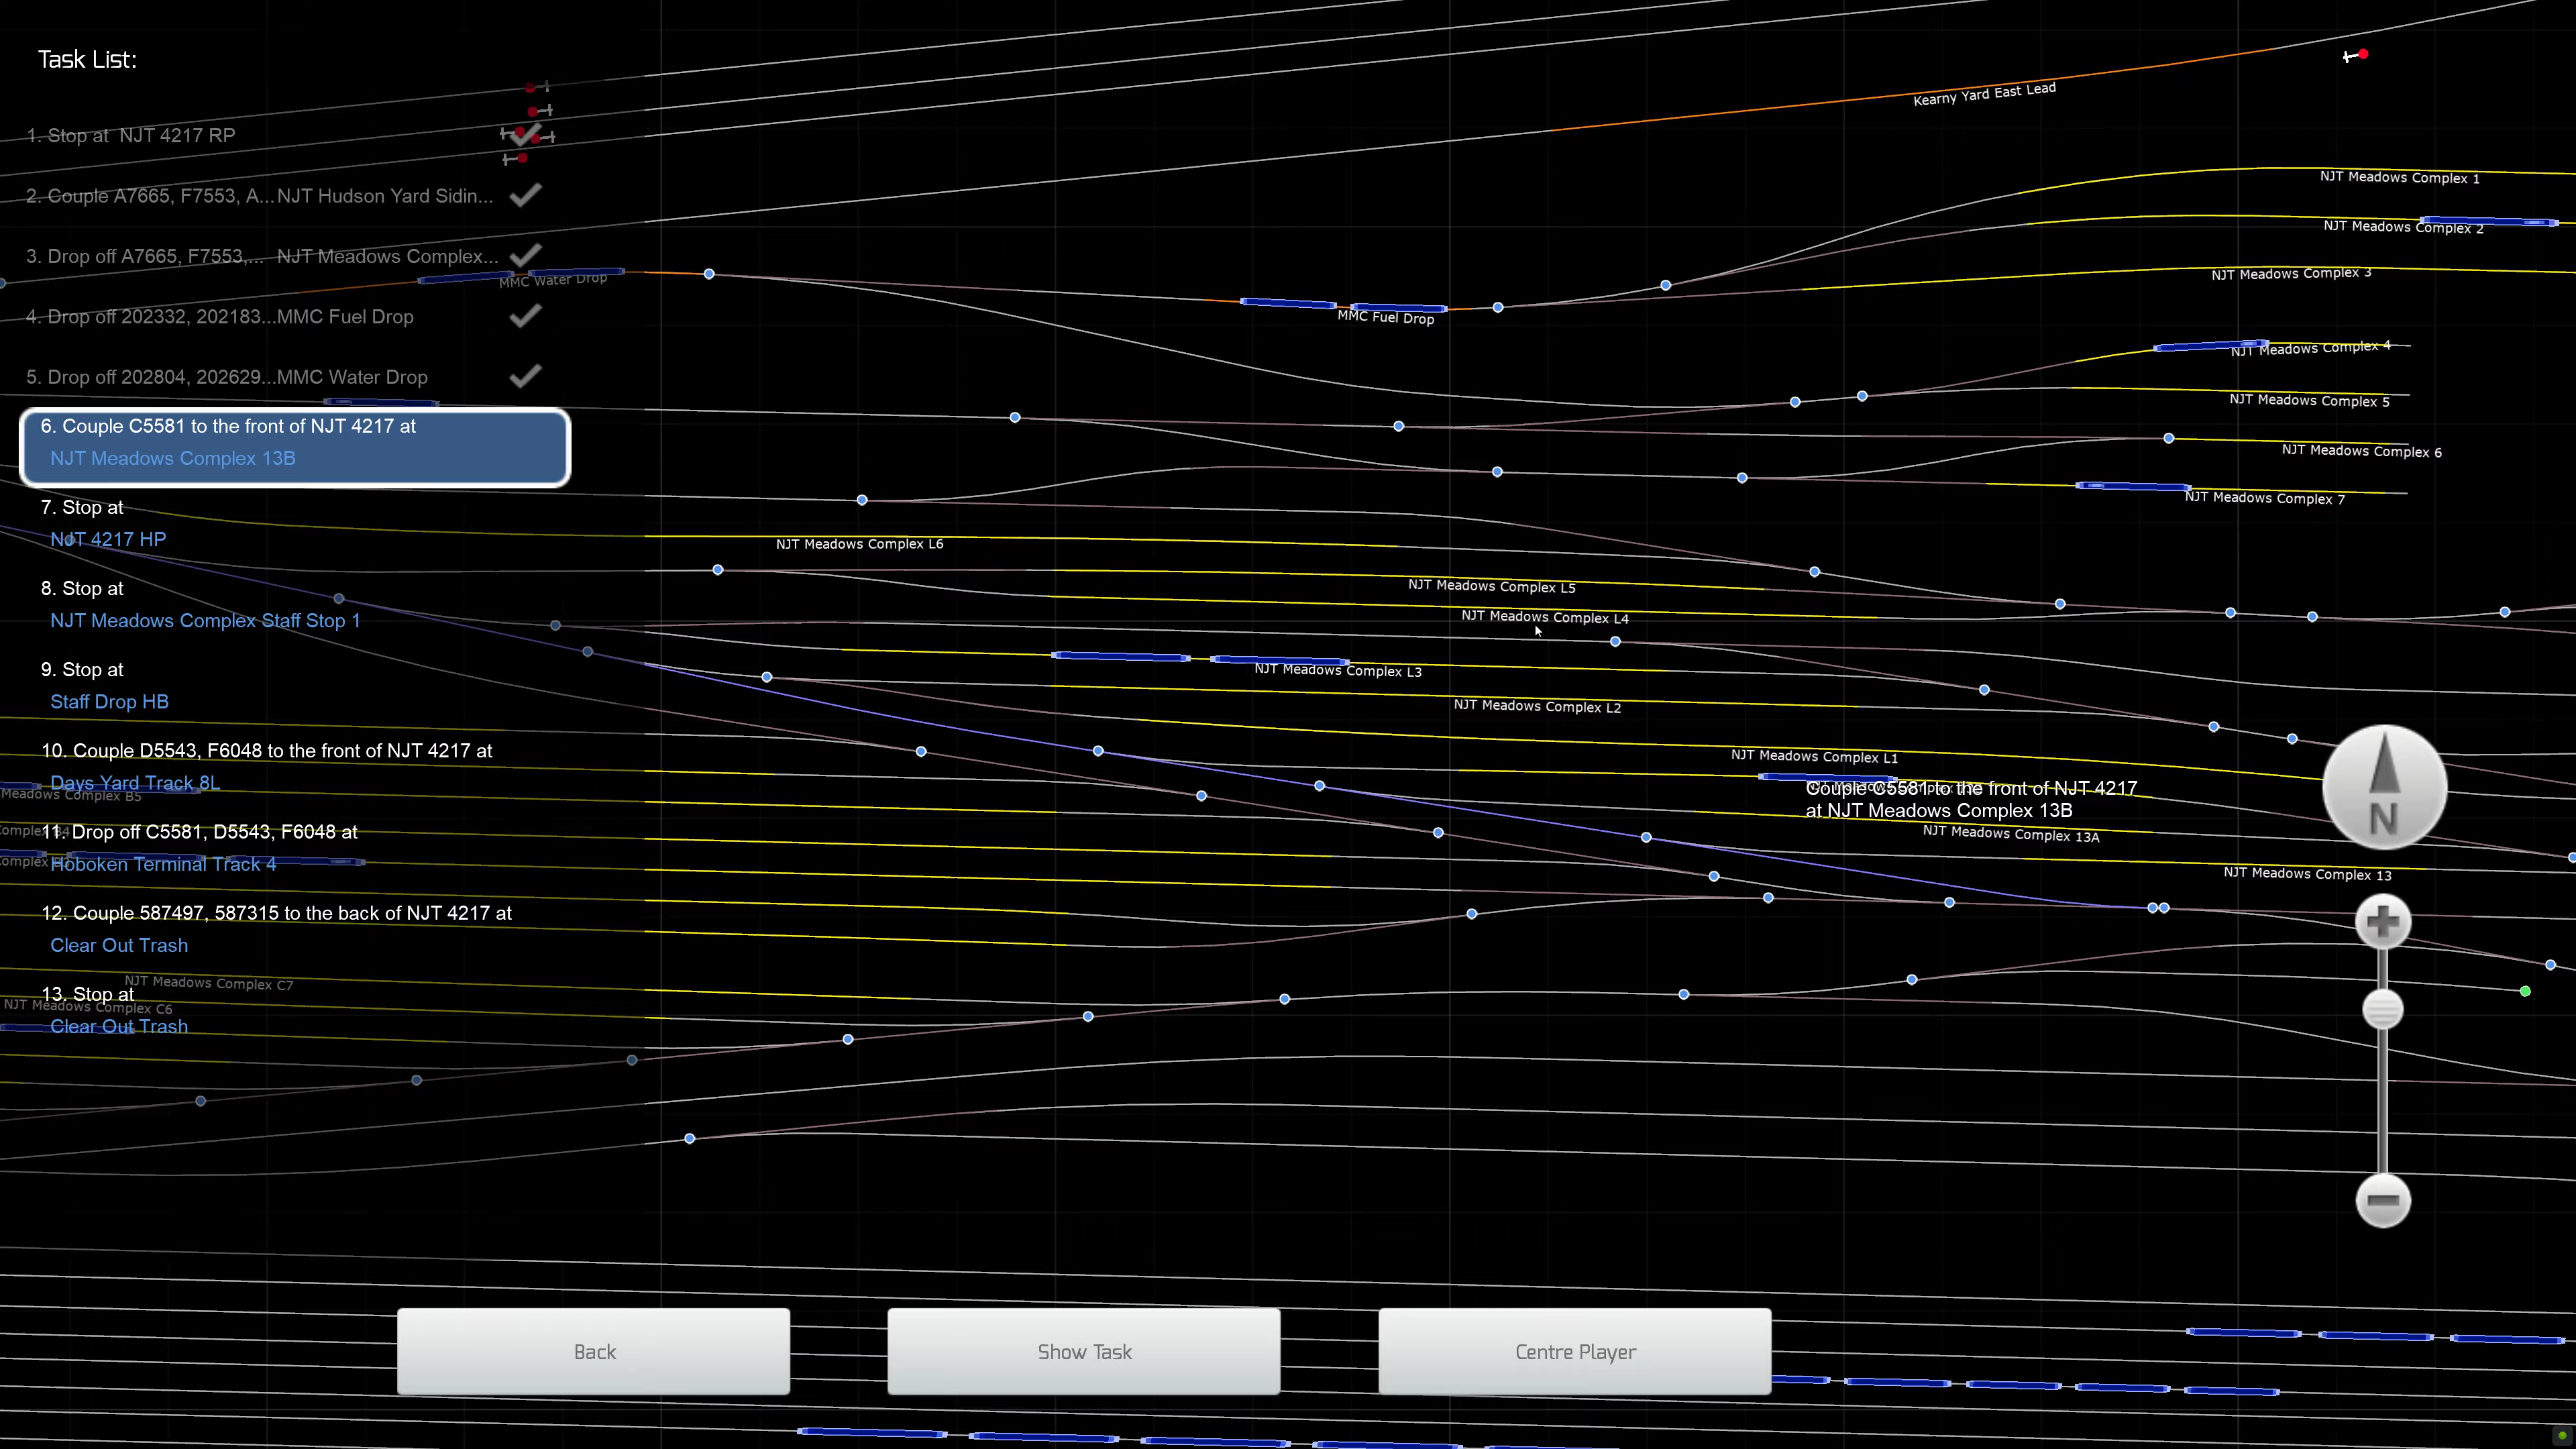 Task List:
1. Stop at NJT 4217 RP
2. Couple A7665, F7553, A... NJT Hudson Yard Sidin...
3. Drop off A7665, F7553,... NJT Meadows Complex...
4. Drop off 202332, 202183...MMC Fuel Drop
5. Drop off 202804, 202629...MMC Water Drop
6. Couple C5581 to the front of NJT 4217 at
NJT Meadows Complex 13B
7. Stop at
NJT 4217 HP
8. Stop at
NJT Meadows Complex Staff Stop 1
9. Stop at
Staff Drop HB
10. Couple D5543, F6048 to the front of NJT 4217 at
Days Yard Track 8L
11. Drop off C5581, D5543, F6048 at
Hoboken Terminal Track 4
12. Couple 587497, 587315 to the back of NJT 4217 at
Clear Out Trash
13. Stop at
Clear Out Trash
Kearny Yard East Lead
NJT Meadows Complex 1
NJT Meadows Complex 2
NJT Meadows Complex 3
MMC Water Drop
MMC Fuel Drop
NJT Meadows Complex 4
NJT Meadows Complex 5
NJT Meadows Complex 6
NJT Meadows Complex 7
NJT Meadows Complex L6
NJT Meadows Complex L5
NJT Meadows Complex L4
NJT Meadows Complex L3
NJT Meadows Complex L2
NJT Meadows Complex L1
Couple C5581 to the front of NJT 4217
at NJT Meadows Complex 13B
NJT Meadows Complex 13A
NJT Meadows Complex 13
Meadows Complex B5
NJT Meadows Complex C7
NJT Meadows Complex C6
N
Back
Show Task
Centre Player